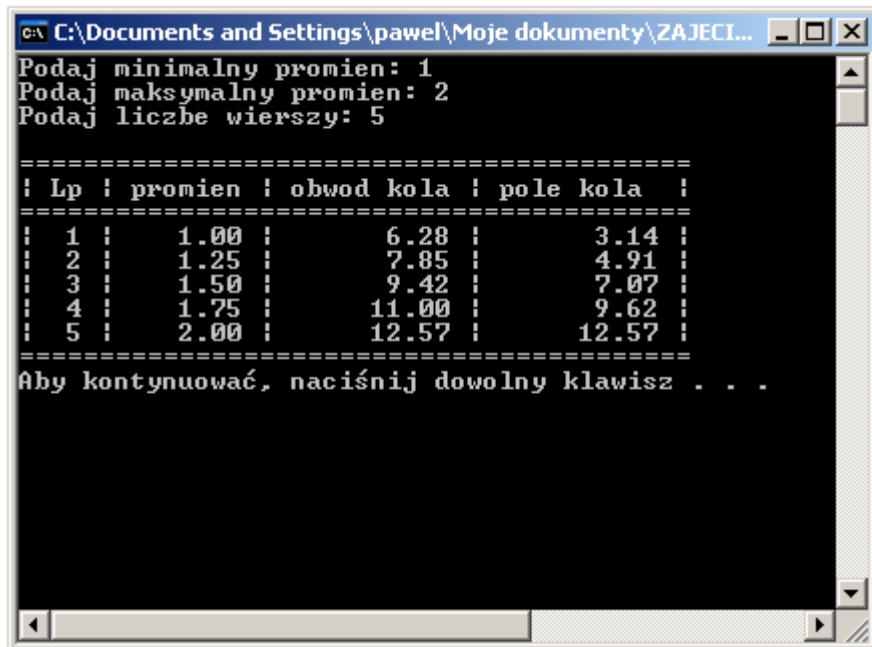 C:\Documents and Settings\pawel\Moje dokumenty\ZAJECI...
Podaj minimalny promien: 1
Podaj maksymalny promien: 2
Podaj liczbe wierszy: 5
==========================================
| Lp | promien | obwod kola | pole kola  |
==========================================
|  1 |    1.00 |       6.28 |       3.14 |
|  2 |    1.25 |       7.85 |       4.91 |
|  3 |    1.50 |       9.42 |       7.07 |
|  4 |    1.75 |      11.00 |       9.62 |
|  5 |    2.00 |      12.57 |      12.57 |
==========================================
Aby kontynuować, naciśnij dowolny klawisz . . .